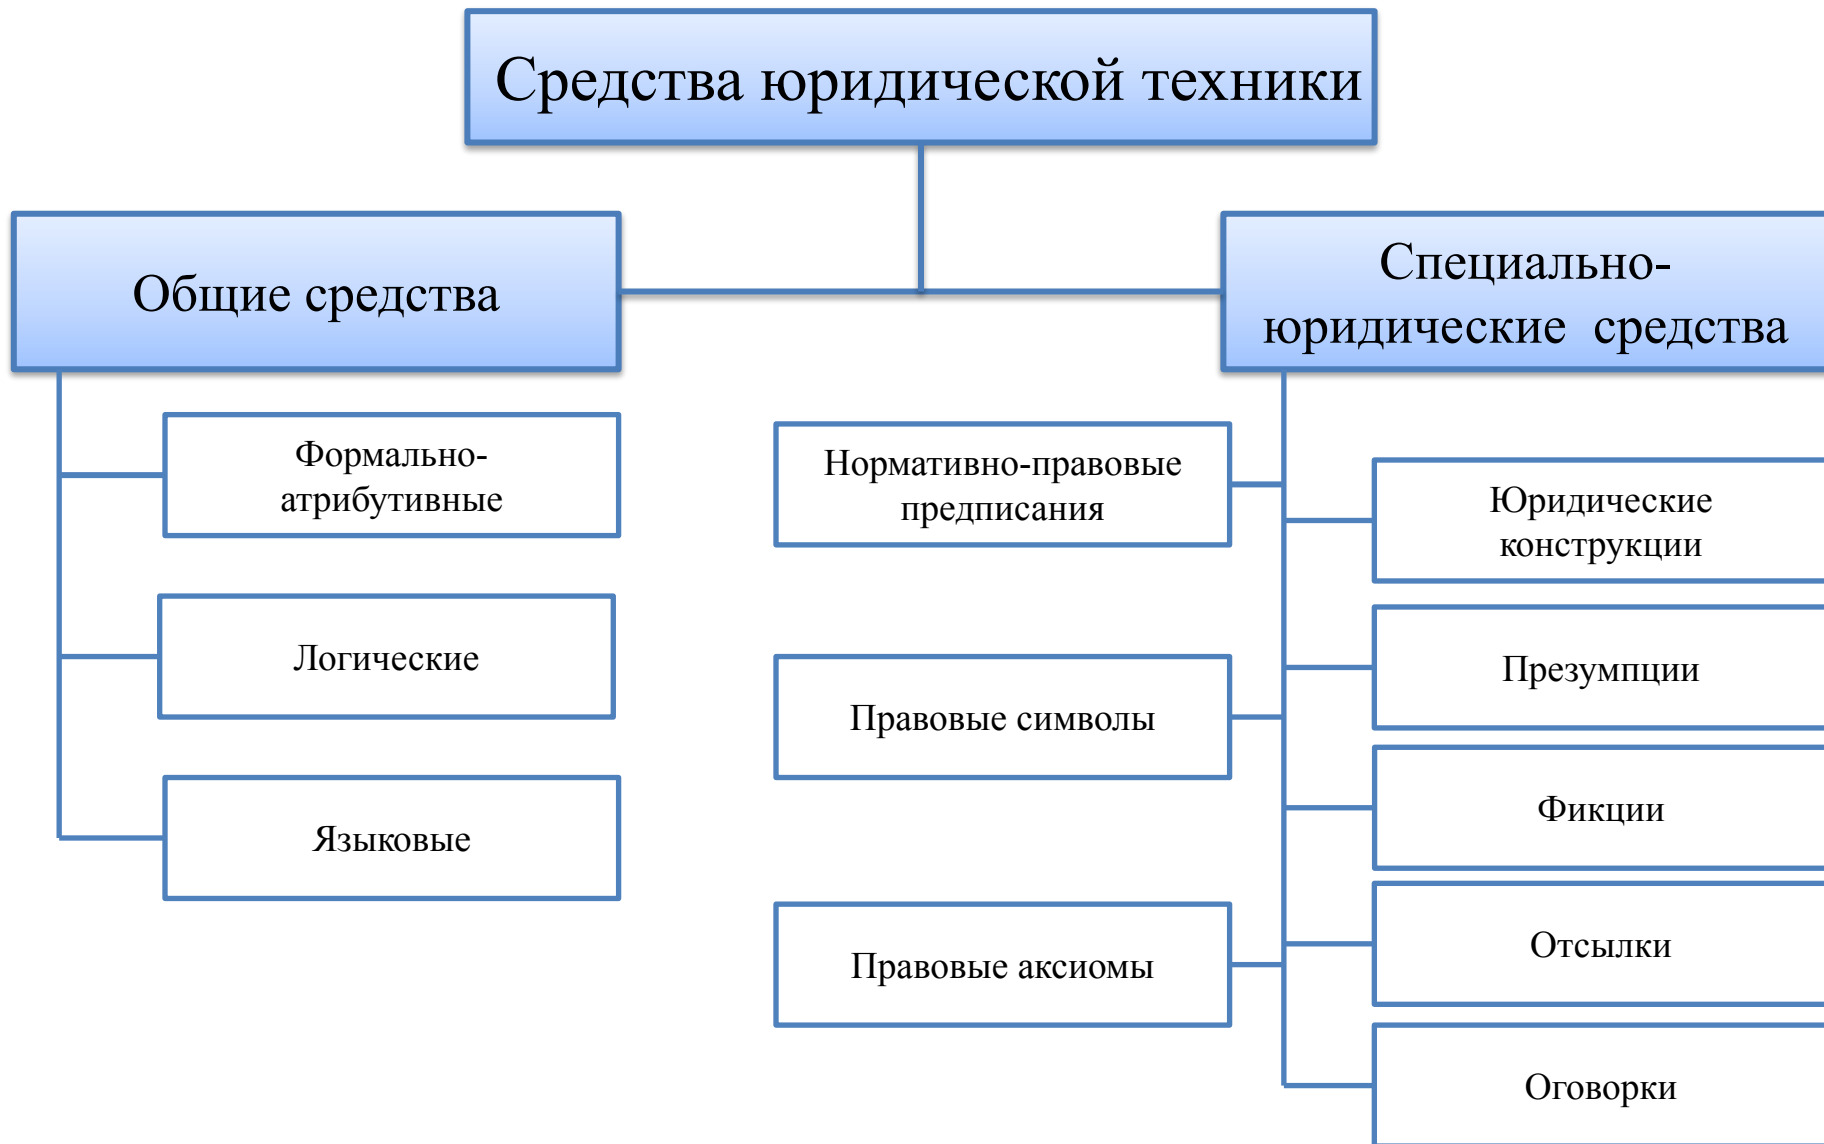 Средства юридической техники
Общие средства
Специально-
юридические средства
Формально-
атрибутивные
Логические
Языковые
Нормативно-правовые
предписания
Правовые символы
Правовые аксиомы
Юридические
конструкции
Презумпции
Фикции
Отсылки
Оговорки